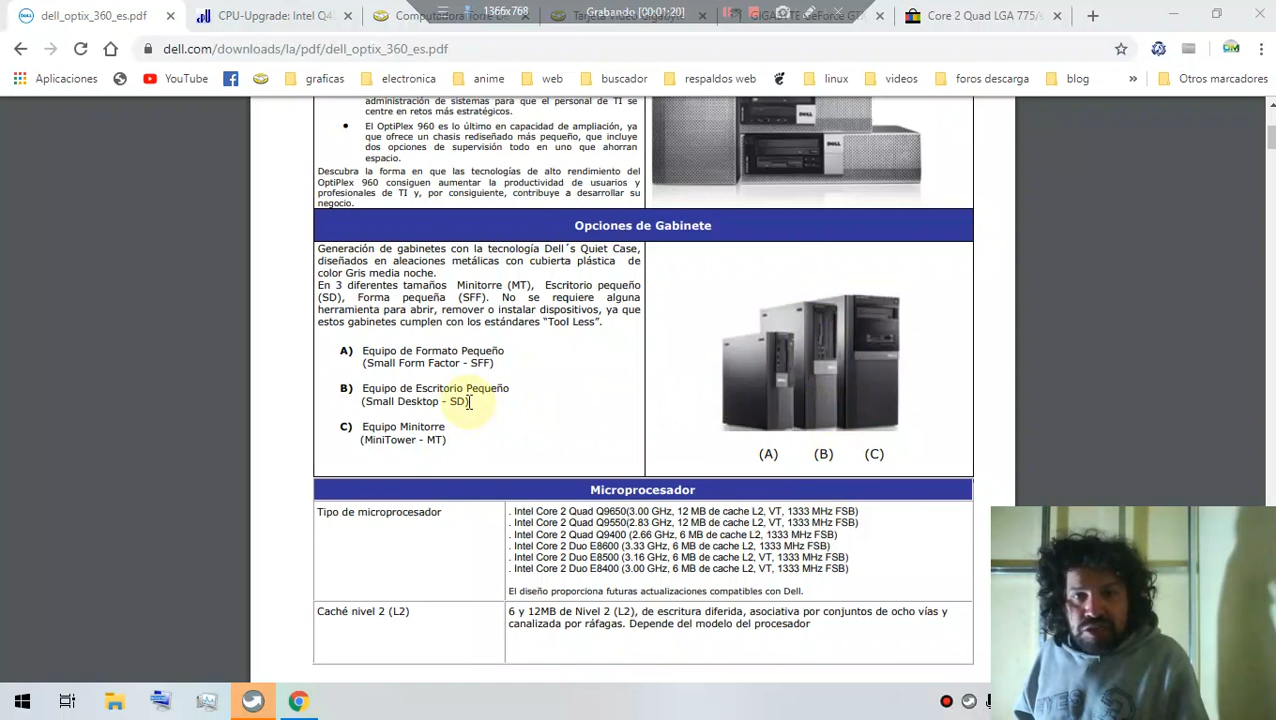 dell_optix_360_es.pdf
CPU-Upgrade: Intel Q4
Computadora Torre De
1366x768
Grabando [00:01:20]
Tarjeta Video Gigabyte
GIGABYTE GeForce GT
Core 2 Quad LGA 775/s
dell.com/downloads/la/pdf/dell_optix_360_es.pdf
Aplicaciones
YouTube
graficas
electronica
anime
web
buscador
respaldos web
linux
videos
foros descarga
blog
»
Otros marcadores
administración de sistemas para que el personal de TI se
centre en retos más estratégicos.
• El OptiPlex 960 es lo último en capacidad de ampliación, ya
que ofrece un chasis rediseñado más pequeño, que incluye
dos opciones de supervisión todo en uno que ahorran
espacio.
Descubra la forma en que las tecnologías de alto rendimiento del
OptiPlex 960 consiguen aumentar la productividad de usuarios y
profesionales de TI y, por consiguiente, contribuye a desarrollar su
negocio.
Opciones de Gabinete
Generación de gabinetes con la tecnología Dell´s Quiet Case,
diseñados en aleaciones metálicas con cubierta plástica de
color Gris media noche.
En 3 diferentes tamaños Minitorre (MT), Escritorio pequeño
(SD), Forma pequeña (SFF). No se requiere alguna
herramienta para abrir, remover o instalar dispositivos, ya que
estos gabinetes cumplen con los estándares “Tool Less”.
A) Equipo de Formato Pequeño
(Small Form Factor - SFF)
B) Equipo de Escritorio Pequeño
(Small Desktop - SD)
C) Equipo Minitorre
(MiniTower - MT)
(A) (B) (C)
Microprocesador
Tipo de microprocesador
. Intel Core 2 Quad Q9650(3.00 GHz, 12 MB de cache L2, VT, 1333 MHz FSB)
. Intel Core 2 Quad Q9550(2.83 GHz, 12 MB de cache L2, VT, 1333 MHz FSB)
. Intel Core 2 Quad Q9400 (2.66 GHz, 6 MB de cache L2, 1333 MHz FSB)
. Intel Core 2 Duo E8600 (3.33 GHz, 6 MB de cache L2, 1333 MHz FSB)
. Intel Core 2 Duo E8500 (3.16 GHz, 6 MB de cache L2, VT, 1333 MHz FSB)
. Intel Core 2 Duo E8400 (3.00 GHz, 6 MB de cache L2, VT, 1333 MHz FSB)
El diseño proporciona futuras actualizaciones compatibles con Dell.
Caché nivel 2 (L2)
6 y 12MB de Nivel 2 (L2), de escritura diferida, asociativa por conjuntos de ocho vías y
canalizada por ráfagas. Depende del modelo del procesador